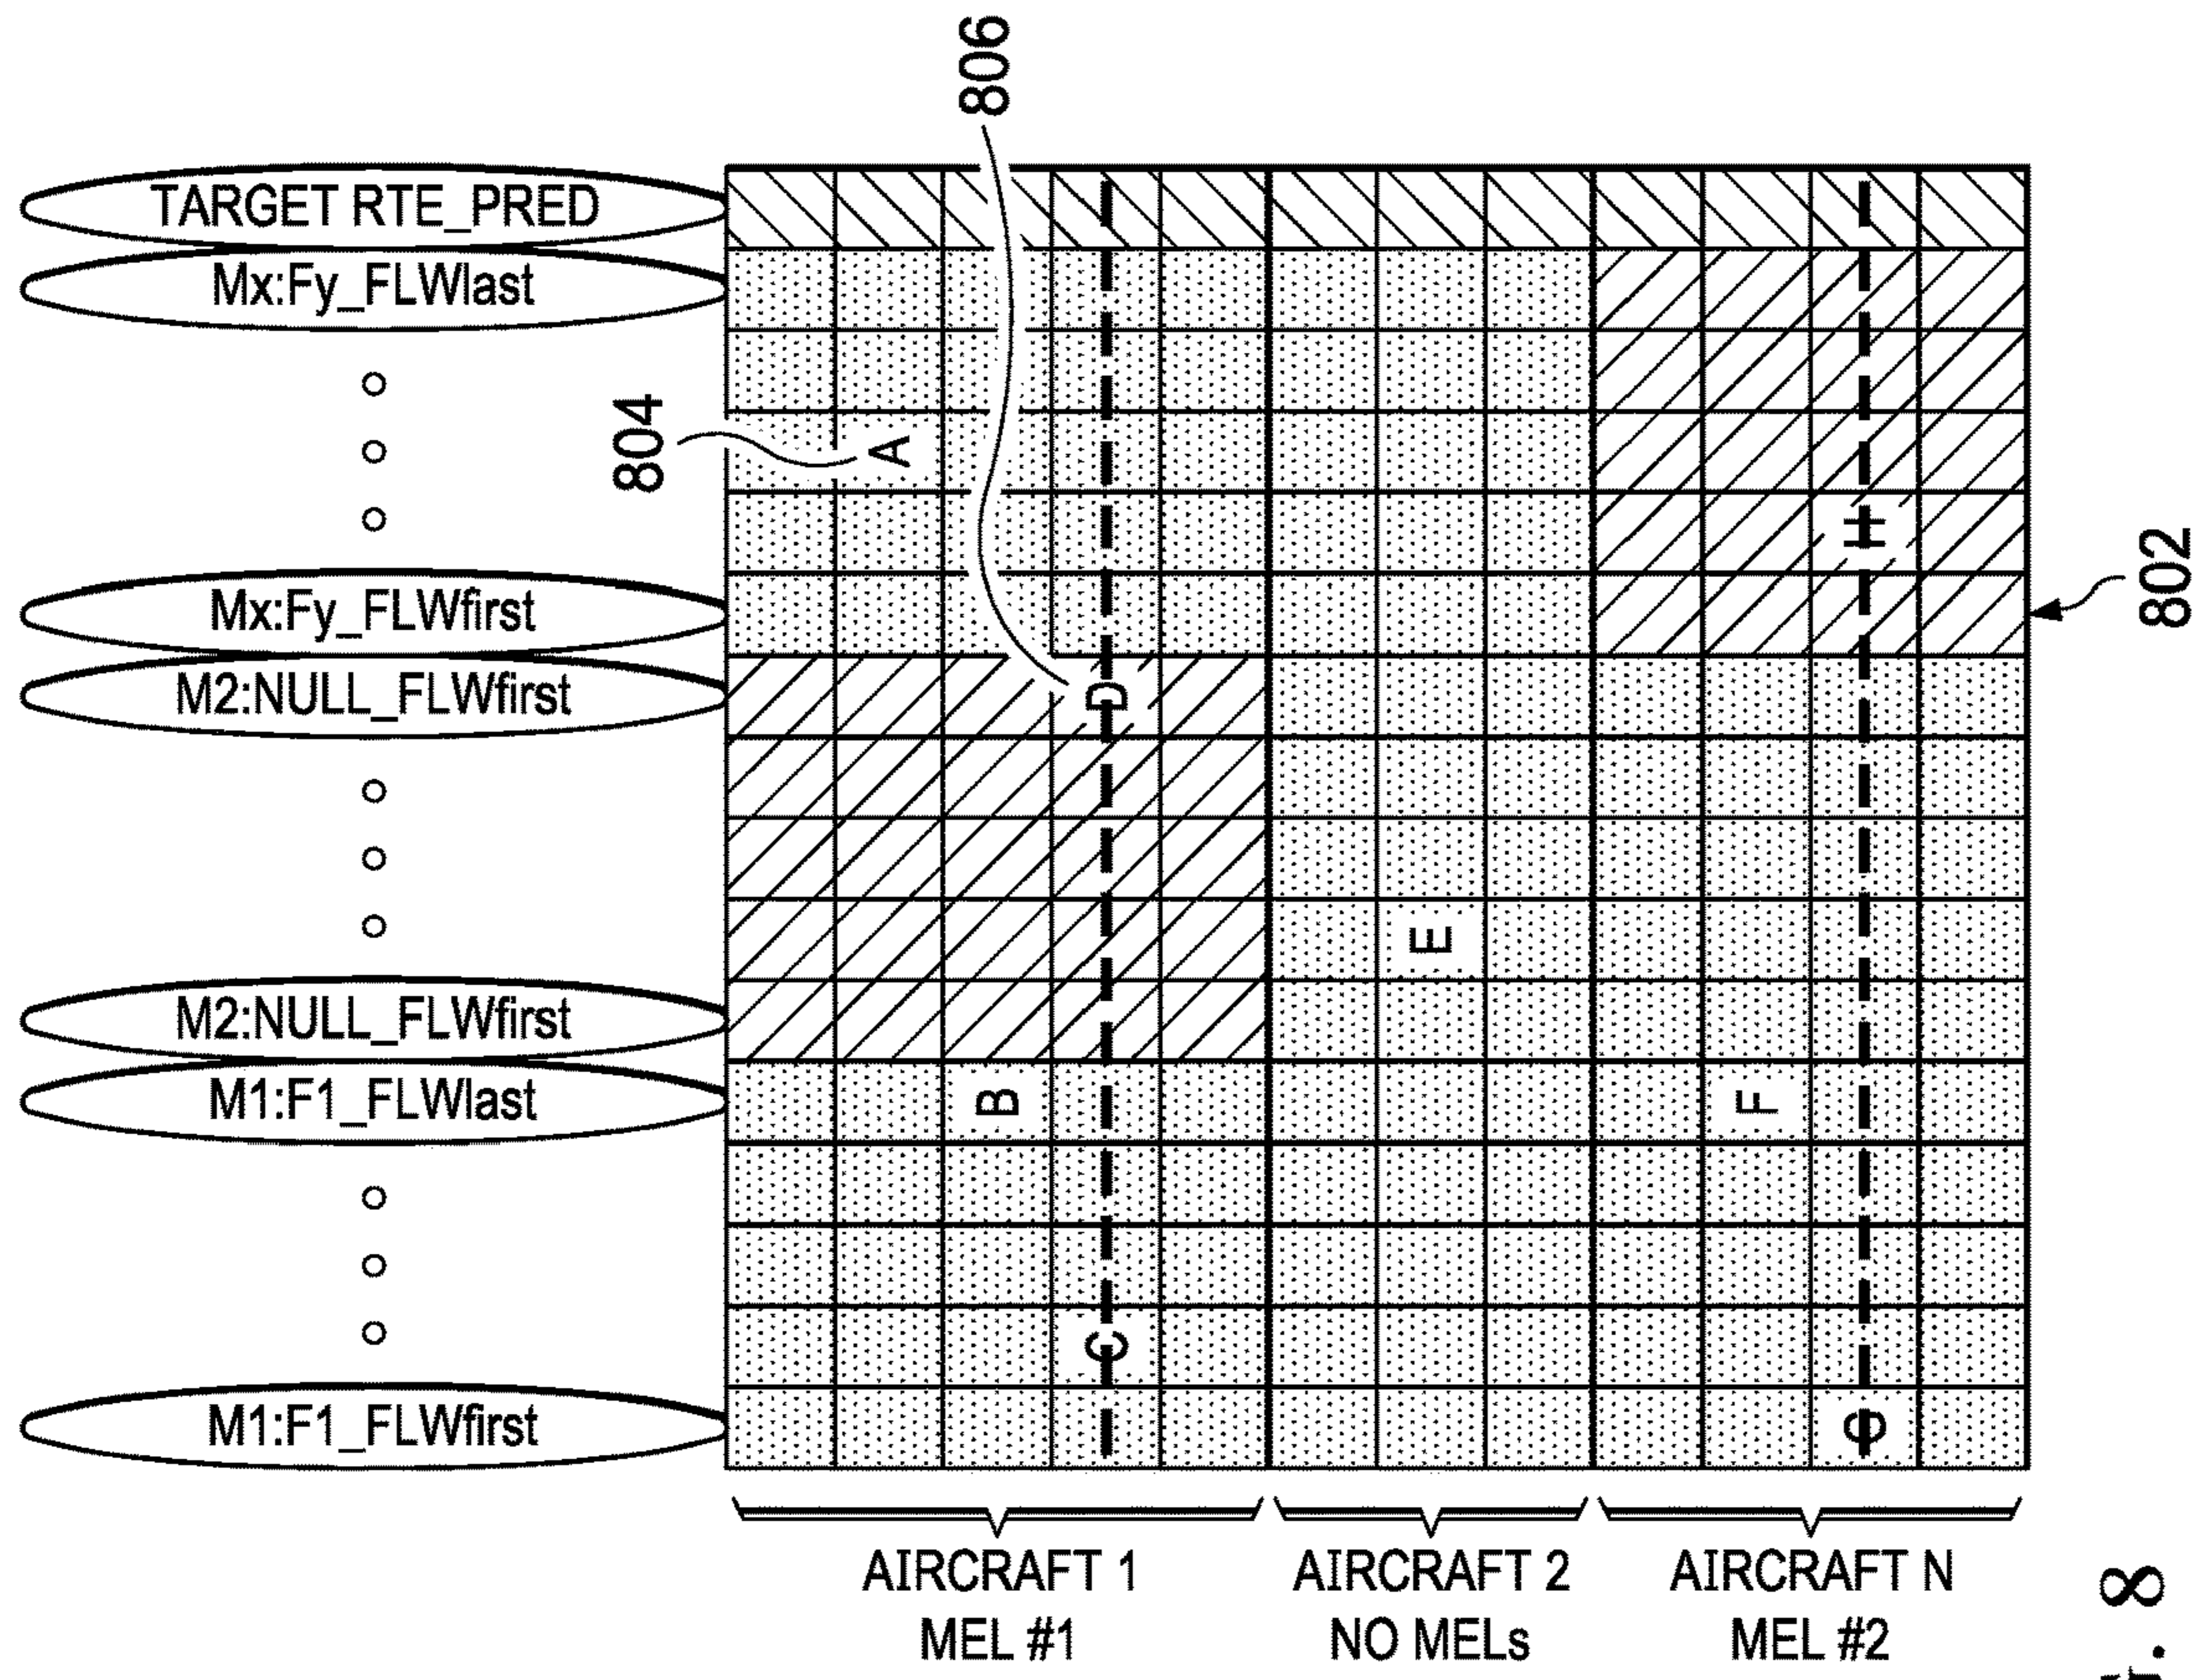 806
TARGET RTE_PRED
Mx:Fy_FLWlast
804
A
Mx:Fy_FLWfirst
M2:NULL_FLWfirst
D
H
802
E
M2:NULL_FLWfirst
M1:F1_FLWlast
B
F
C
M1:F1_FLWfirst
G
AIRCRAFT 1
MEL #1
AIRCRAFT 2
NO MELs
AIRCRAFT N
MEL #2
8